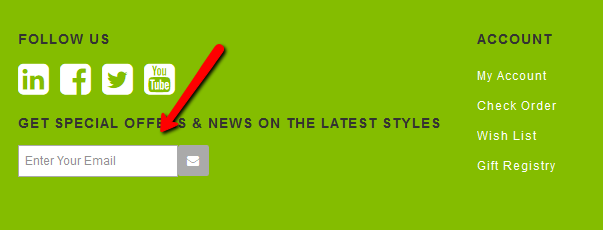 FOLLOW US
in f You Tube
GET SPECIAL OFFERS & NEWS ON THE LATEST STYLES
Enter Your Email
ACCOUNT
My Account
Check Order
Wish List
Gift Registry